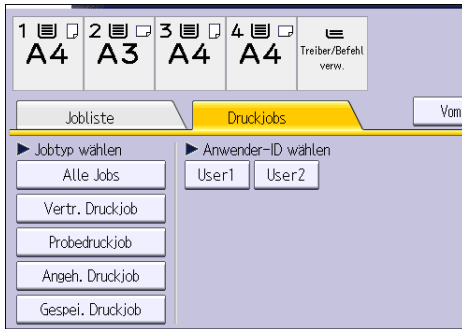 1 2 3 4
A4 A3 A4 A4 Treiber/Befehl
verw.
Jobliste Druckjobs Vom
Jobtyp wählen Anwender-ID wählen
Alle Jobs User1 User2
Vertr. Druckjob
Probedruckjob
Angeh. Druckjob
Gespei. Druckjob